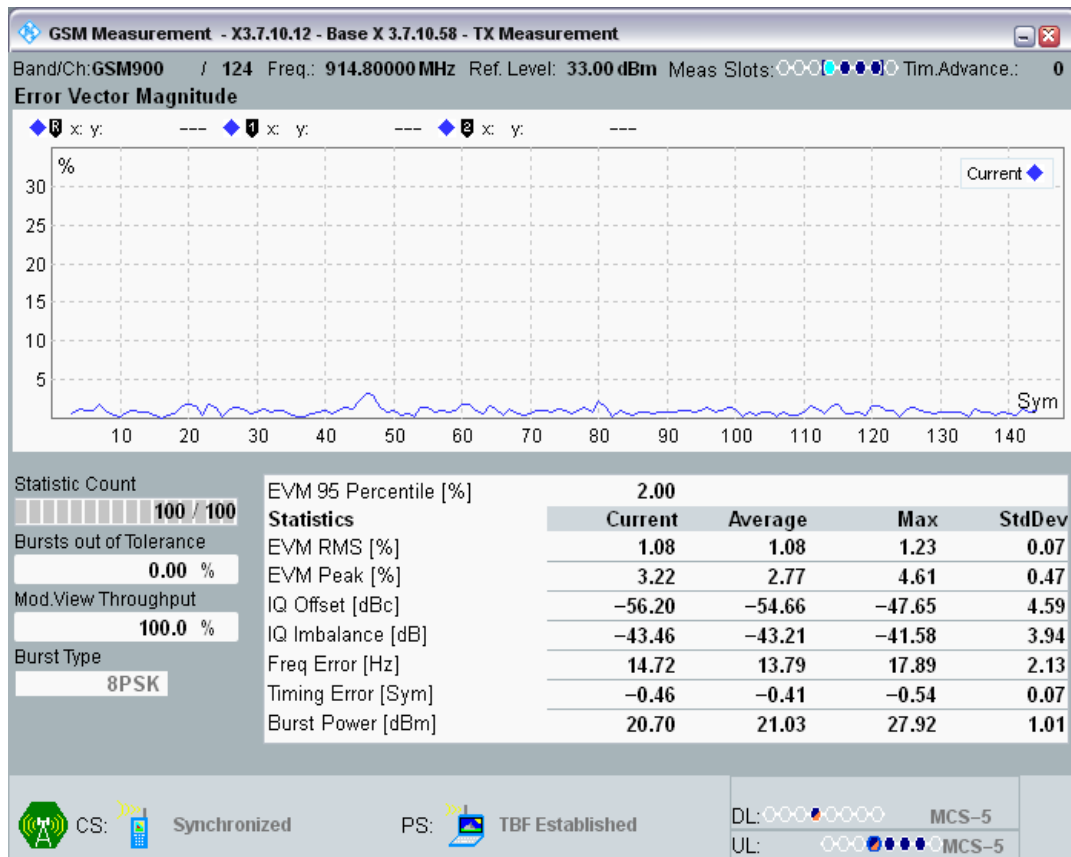 GSM Measurement - X3.7.10.12 - Base X 3.7.10.58 - TX Measurement
Band/Ch:GSM900 / 124 Freq.: 914.80000 MHz Ref. Level: 33.00 dBm Meas Slots: Tim.Advance.: 0
Error Vector Magnitude
R x: y: --- 1 x: y: --- 2 x: y: ---
%
Current
30
25
20
15
10
5
Sym
10 20 30 40 50 60 70 80 90 100 110 120 130 140
Statistic Count
100 / 100
Bursts out of Tolerance
0.00 %
Mod.View Throughput
100.0 %
Burst Type
8PSK
EVM 95 Percentile [%] 2.00
Statistics Current Average Max StdDev
EVM RMS [%] 1.08 1.08 1.23 0.07
EVM Peak [%] 3.22 2.77 4.61 0.47
IQ Offset [dBc] −56.20 −54.66 −47.65 4.59
IQ Imbalance [dB] −43.46 −43.21 −41.58 3.94
Freq Error [Hz] 14.72 13.79 17.89 2.13
Timing Error [Sym] −0.46 −0.41 −0.54 0.07
Burst Power [dBm] 20.70 21.03 27.92 1.01
CS: Synchronized PS: TBF Established
DL: MCS−5
UL: MCS−5